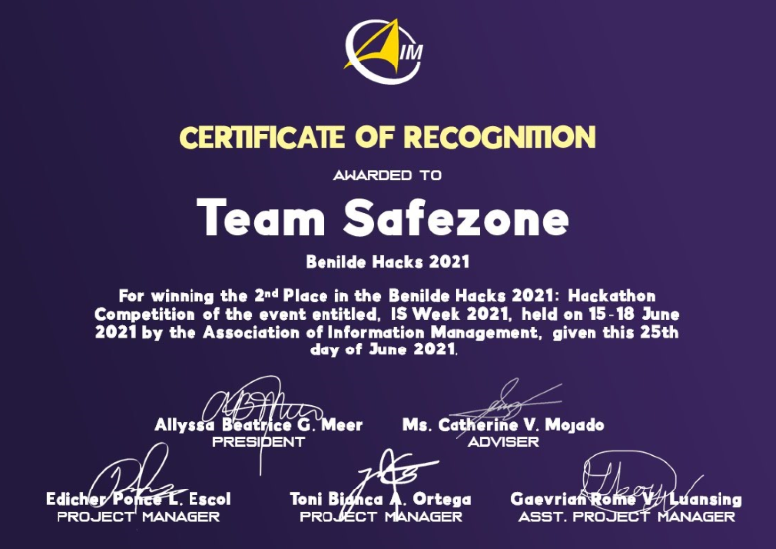 AIM
CERTIFICATE OF RECOGNITION
AWARDED TO
Team Safezone
Benilde Hacks 2021
For winning the 2nd Place in the Benilde Hacks 2021: Hackathon
Competition of the event entitled, IS Week 2021, held on 15-18 June
2021 by the Association of Information Management, given this 25th
day of June 2021.
Allyssa Beatrice G. Meer
PRESIDENT
Ms. Catherine V. Mojado
ADVISER
Edicher Ponce L. Escol
PROJECT MANAGER
Toni Bianca A. Ortega
PROJECT MANAGER
Gaevrian Rome V. Luansing
ASST. PROJECT MANAGER